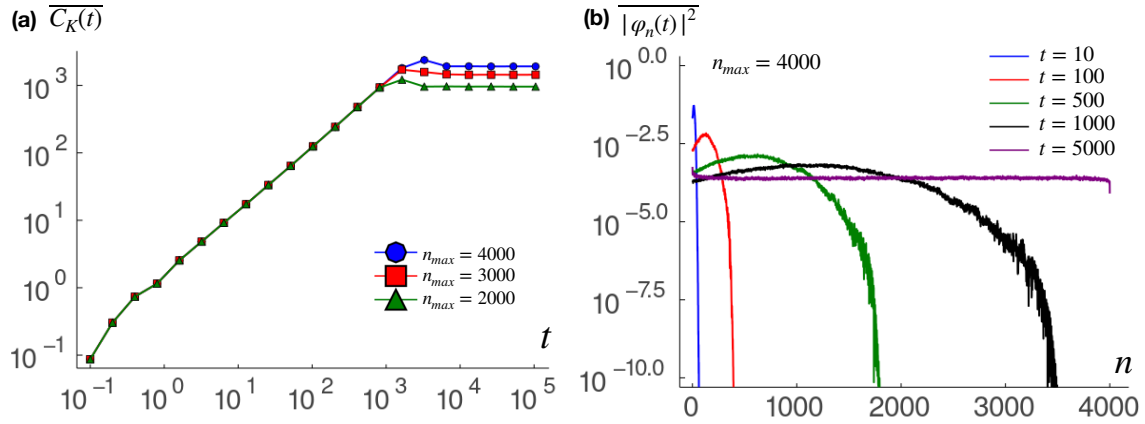 (a) $\overline{C_K(t)}$
10^3
10^2
10^1
10^0
10^{-1}
10^{-1} 10^0 10^1 10^2 10^3 10^4 10^5
t
n_{max} = 4000
n_{max} = 3000
n_{max} = 2000
(b) $\overline{|\varphi_n(t)|^2}$
10^{0.0}
10^{-2.5}
10^{-5.0}
10^{-7.5}
10^{-10.0}
0 1000 2000 3000 4000
n
n_{max} = 4000
t = 10
t = 100
t = 500
t = 1000
t = 5000